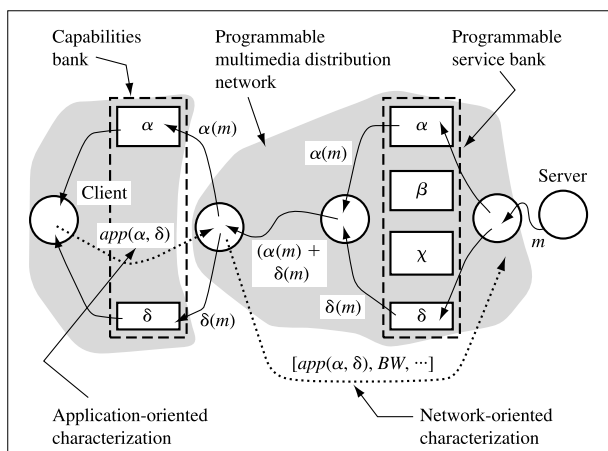 Capabilities
bank
Programmable
multimedia distribution
network
Programmable
service bank
α
α(m)
α(m)
α
β
χ
δ
Server
m
Client
app(α, δ)
(α(m) +
δ(m)
δ(m)
δ
δ(m)
[app(α, δ), BW, ···]
Application-oriented
characterization
Network-oriented
characterization